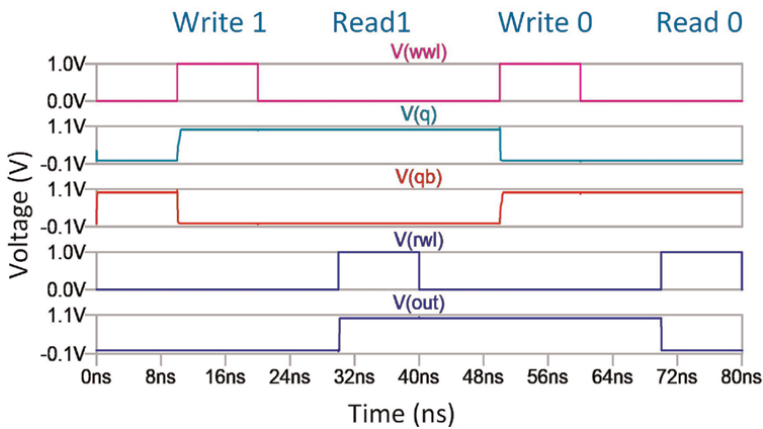 Write 1 Read1 Write 0 Read 0
V(wwl)
1.0V
0.0V
V(q)
1.1V
-0.1V
V(qb)
1.1V
-0.1V
V(rwl)
1.0V
0.0V
V(out)
1.1V
-0.1V
0ns 8ns 16ns 24ns 32ns 40ns 48ns 56ns 64ns 72ns 80ns
Time (ns)
Voltage (V)